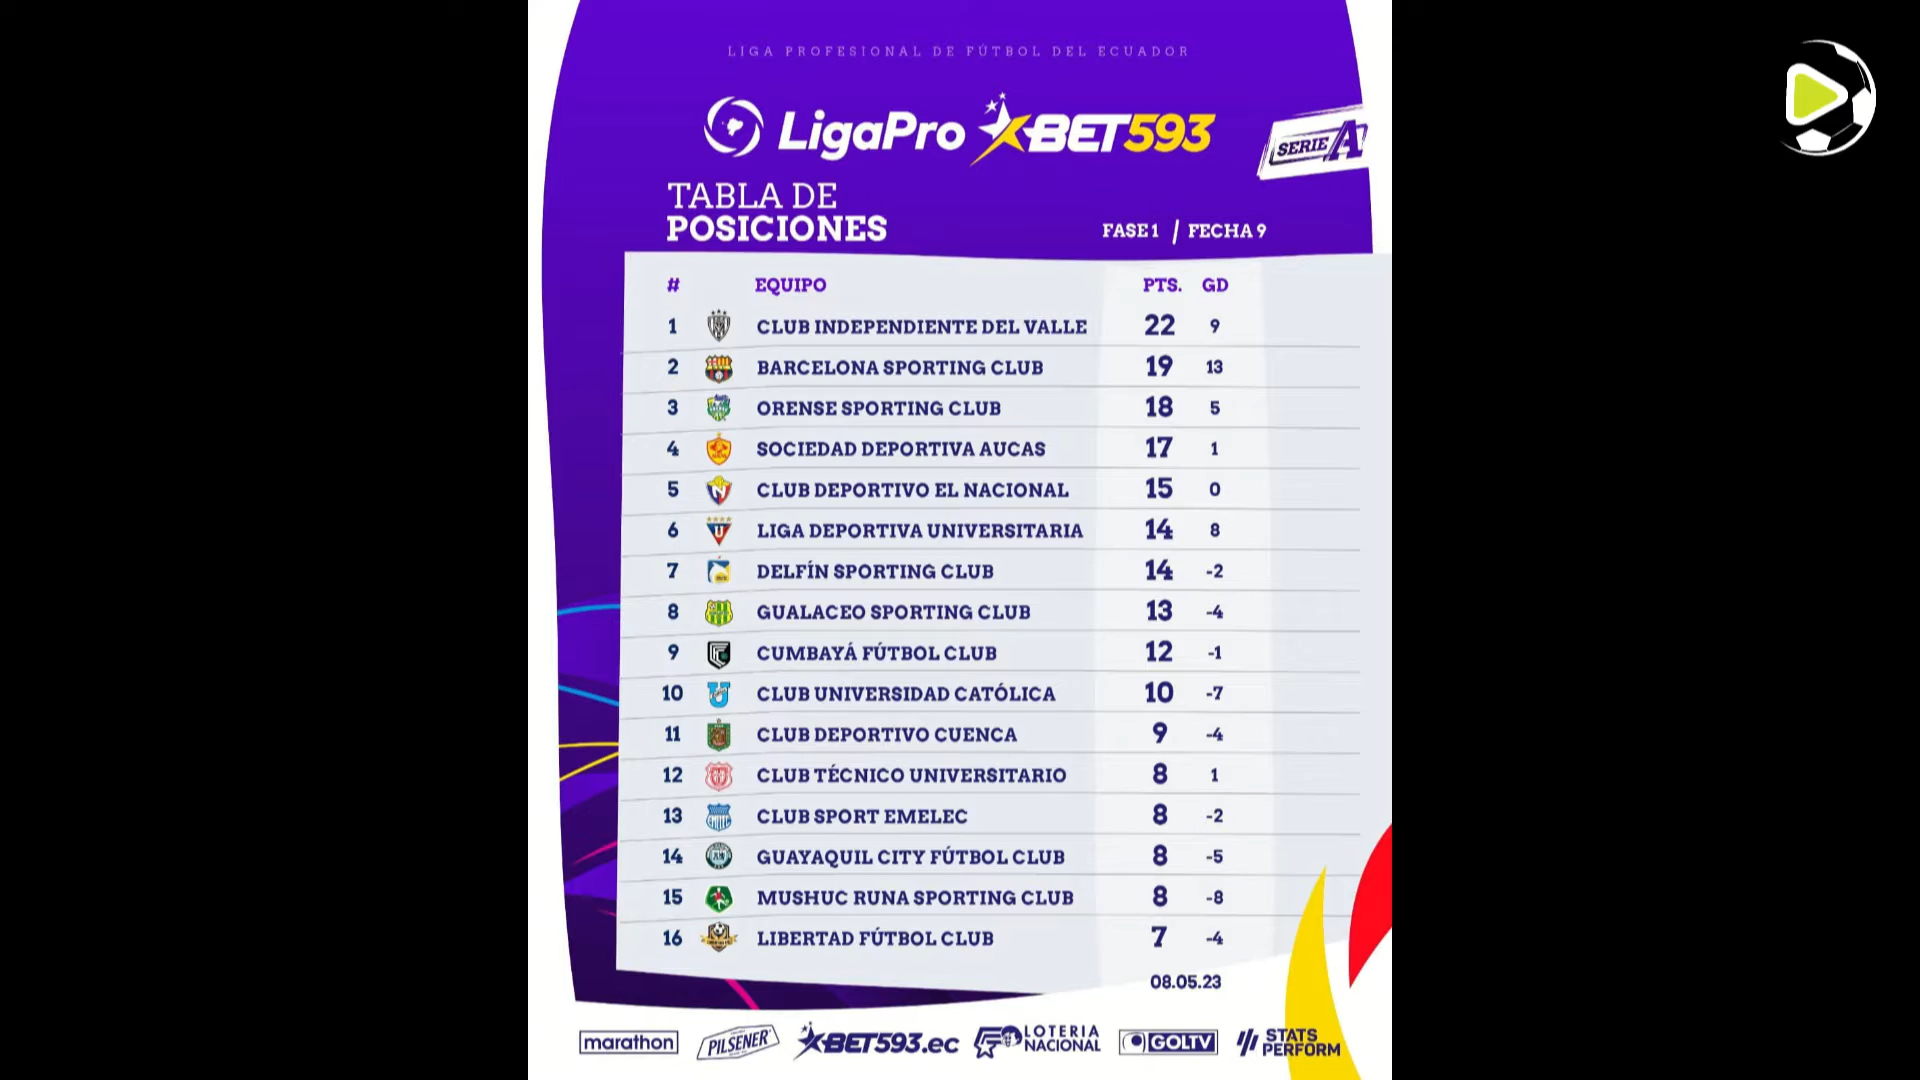 LIGA PROFESIONAL DE FÚTBOL DEL ECUADOR
LigaPro XBET593
SERIE A
TABLA DE
POSICIONES
FASE 1 / FECHA 9
# EQUIPO PTS. GD
1 CLUB INDEPENDIENTE DEL VALLE 22 9
2 BARCELONA SPORTING CLUB 19 13
3 ORENSE SPORTING CLUB 18 5
4 SOCIEDAD DEPORTIVA AUCAS 17 1
5 CLUB DEPORTIVO EL NACIONAL 15 0
6 LIGA DEPORTIVA UNIVERSITARIA 14 8
7 DELFÍN SPORTING CLUB 14 -2
8 GUALACEO SPORTING CLUB 13 -4
9 CUMBAYÁ FÚTBOL CLUB 12 -1
10 CLUB UNIVERSIDAD CATÓLICA 10 -7
11 CLUB DEPORTIVO CUENCA 9 -4
12 CLUB TÉCNICO UNIVERSITARIO 8 1
13 CLUB SPORT EMELEC 8 -2
14 GUAYAQUIL CITY FÚTBOL CLUB 8 -5
15 MUSHUC RUNA SPORTING CLUB 8 -8
16 LIBERTAD FÚTBOL CLUB 7 -4
08.05.23
marathon PILSENER XBET593.ec LOTERIA NACIONAL GOLTV STATS PERFORM